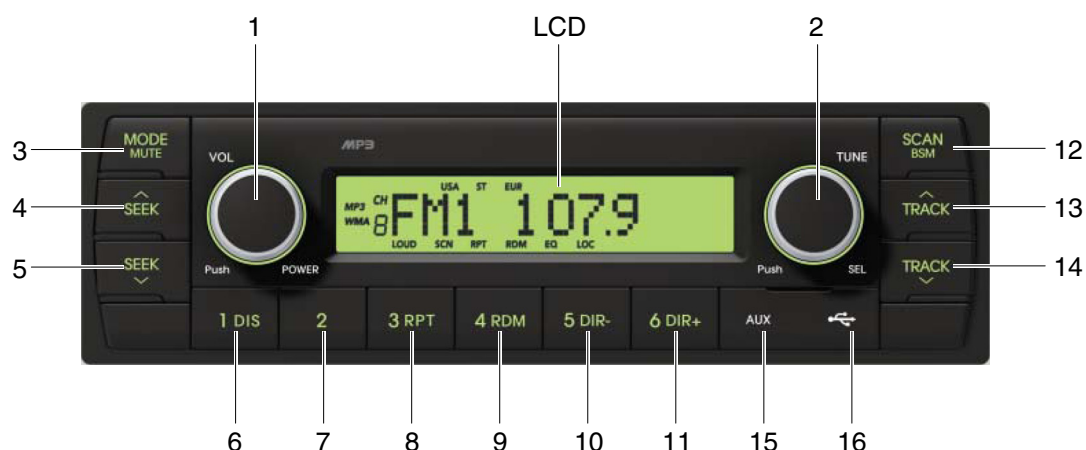 1 LCD 2
3 MODE MUTE
VOL
MP3
TUNE
SCAN BSM 12
4 SEEK
USA ST EUR
MP3 WMA CH 8 FM1 107.9
LOUD SCN RPT RDM EQ LOC
TRACK 13
5 SEEK
Push POWER
Push SEL
TRACK 14
1 DIS 2 3 RPT 4 RDM 5 DIR- 6 DIR+ AUX
6 7 8 9 10 11 15 16